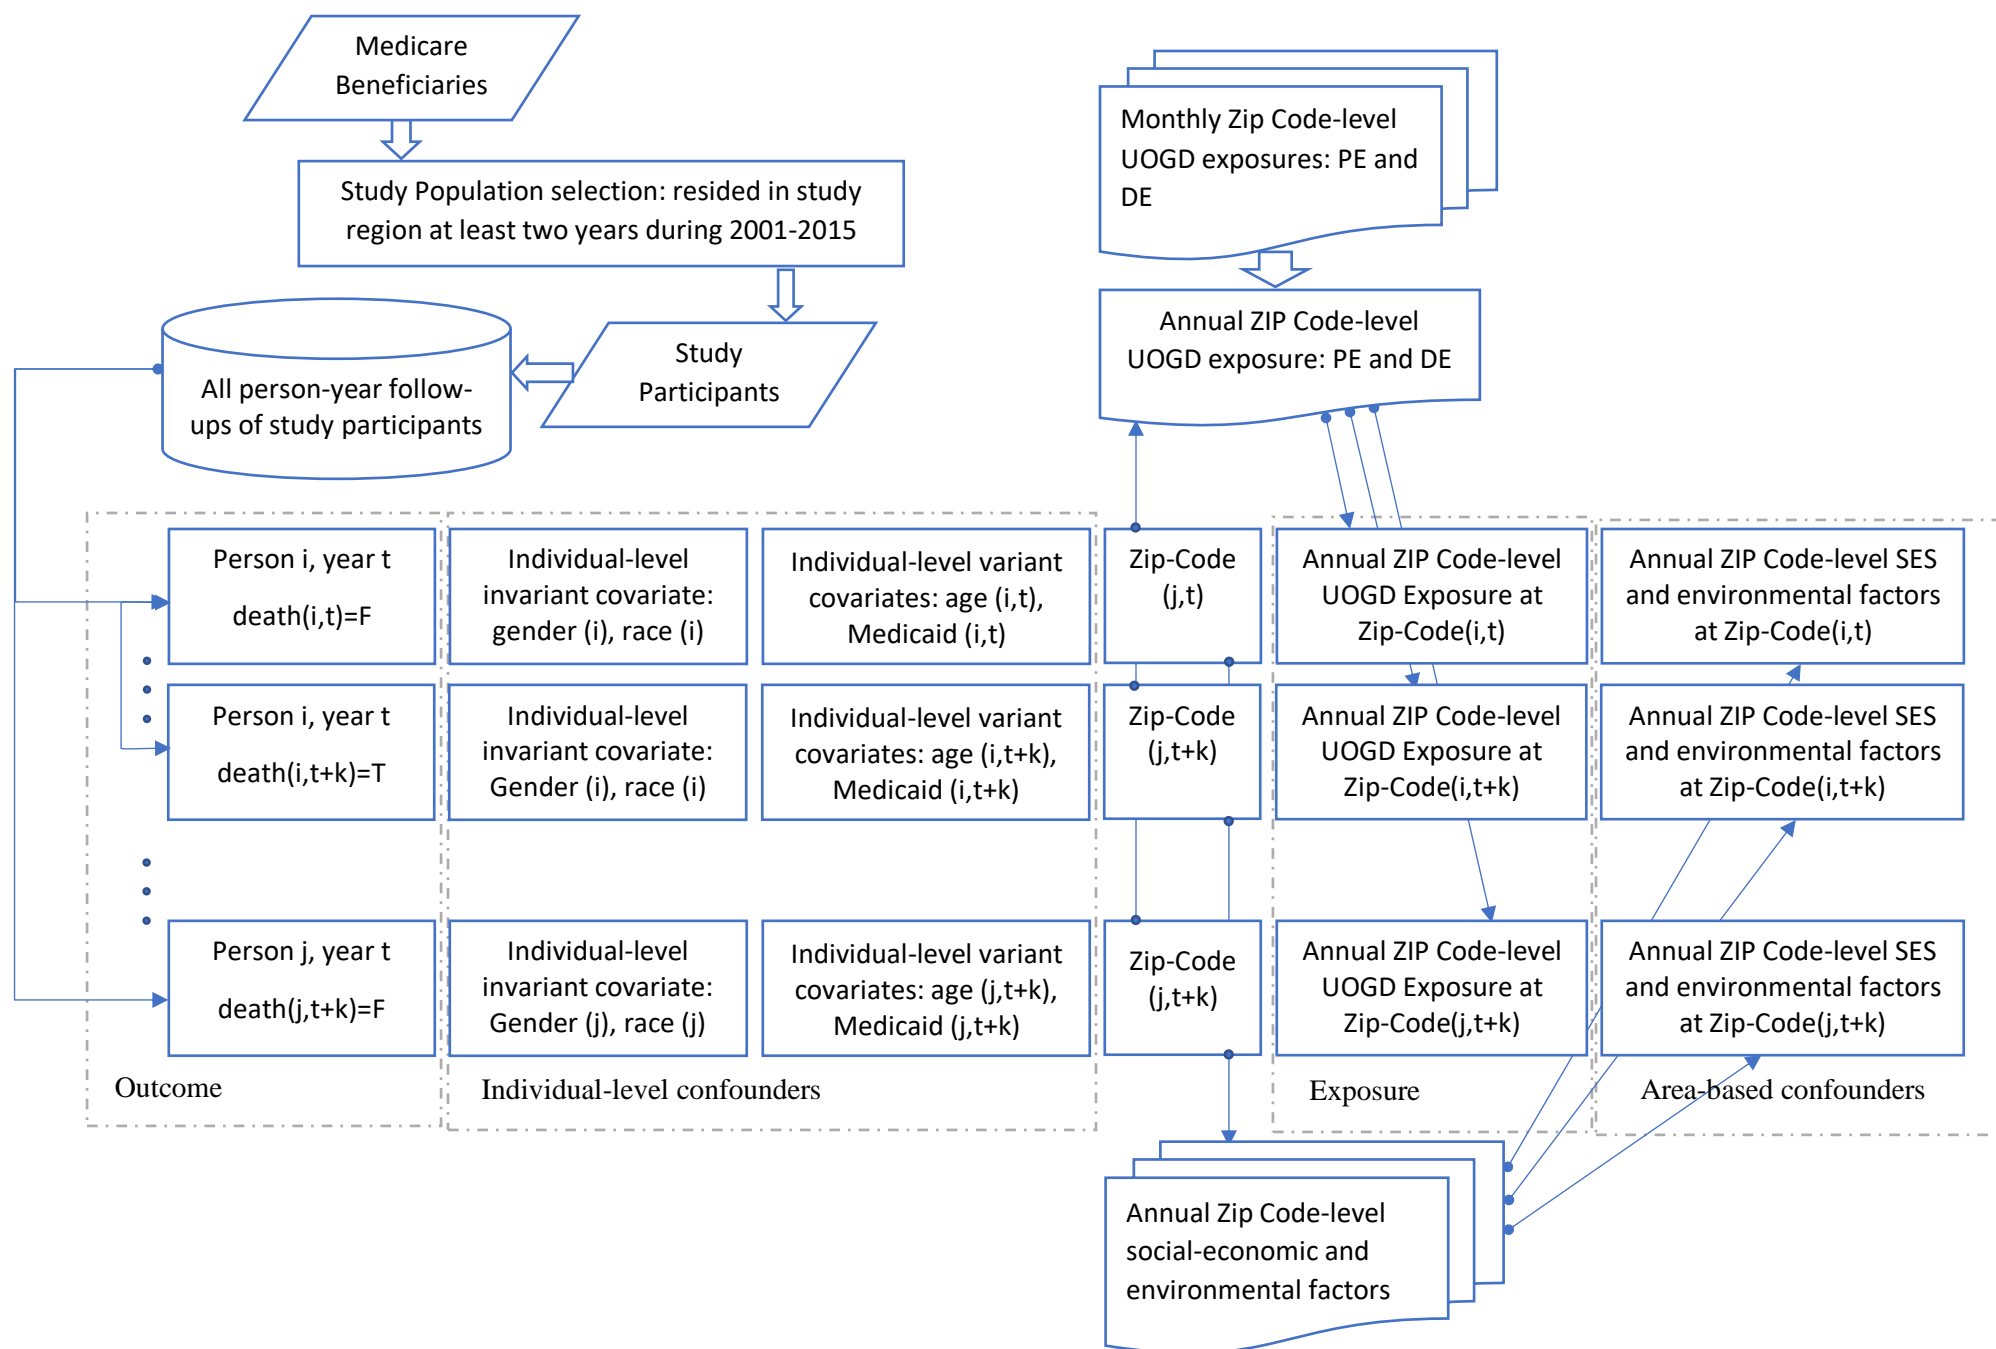 Medicare
Beneficiaries
Study Population selection: resided in study
region at least two years during 2001-2015
Study
Participants
All person-year follow-
ups of study participants
Monthly Zip Code-level
UOGD exposures: PE and
DE
Annual ZIP Code-level
UOGD exposure: PE and DE
Person i, year t
death(i,t)=F
Individual-level
invariant covariate:
gender (i), race (i)
Individual-level variant
covariates: age (i,t),
Medicaid (i,t)
Zip-Code
(j,t)
Annual ZIP Code-level
UOGD Exposure at
Zip-Code(i,t)
Annual ZIP Code-level SES
and environmental factors
at Zip-Code(i,t)
Person i, year t
death(i,t+k)=T
Individual-level
invariant covariate:
Gender (i), race (i)
Individual-level variant
covariates: age (i,t+k),
Medicaid (i,t+k)
Zip-Code
(j,t+k)
Annual ZIP Code-level
UOGD Exposure at
Zip-Code(i,t+k)
Annual ZIP Code-level SES
and environmental factors
at Zip-Code(i,t+k)
Person j, year t
death(j,t+k)=F
Individual-level
invariant covariate:
Gender (j), race (j)
Individual-level variant
covariates: age (j,t+k),
Medicaid (j,t+k)
Zip-Code
(j,t+k)
Annual ZIP Code-level
UOGD Exposure at
Zip-Code(j,t+k)
Annual ZIP Code-level SES
and environmental factors
at Zip-Code(j,t+k)
Outcome
Individual-level confounders
Exposure
Area-based confounders
Annual Zip Code-level
social-economic and
environmental factors